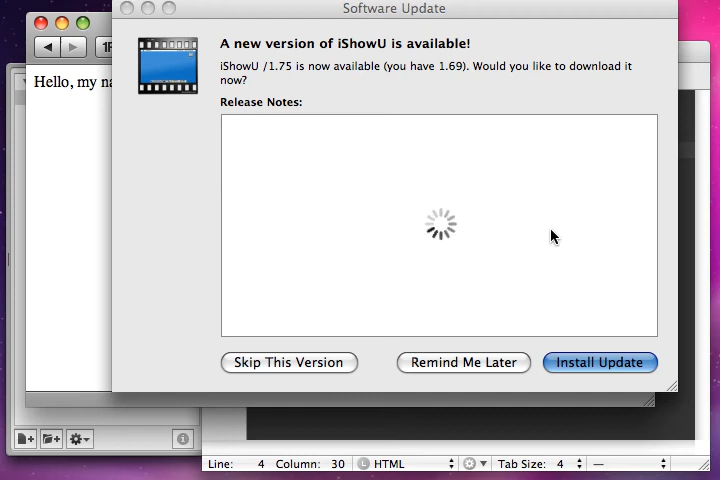 Software Update
A new version of iShowU is available!
iShowU /1.75 is now available (you have 1.69). Would you like to download it
now?
Release Notes:
Hello, my
Skip This Version
Remind Me Later
Install Update
Line: 4 Column: 30
L HTML
Tab Size: 4
—